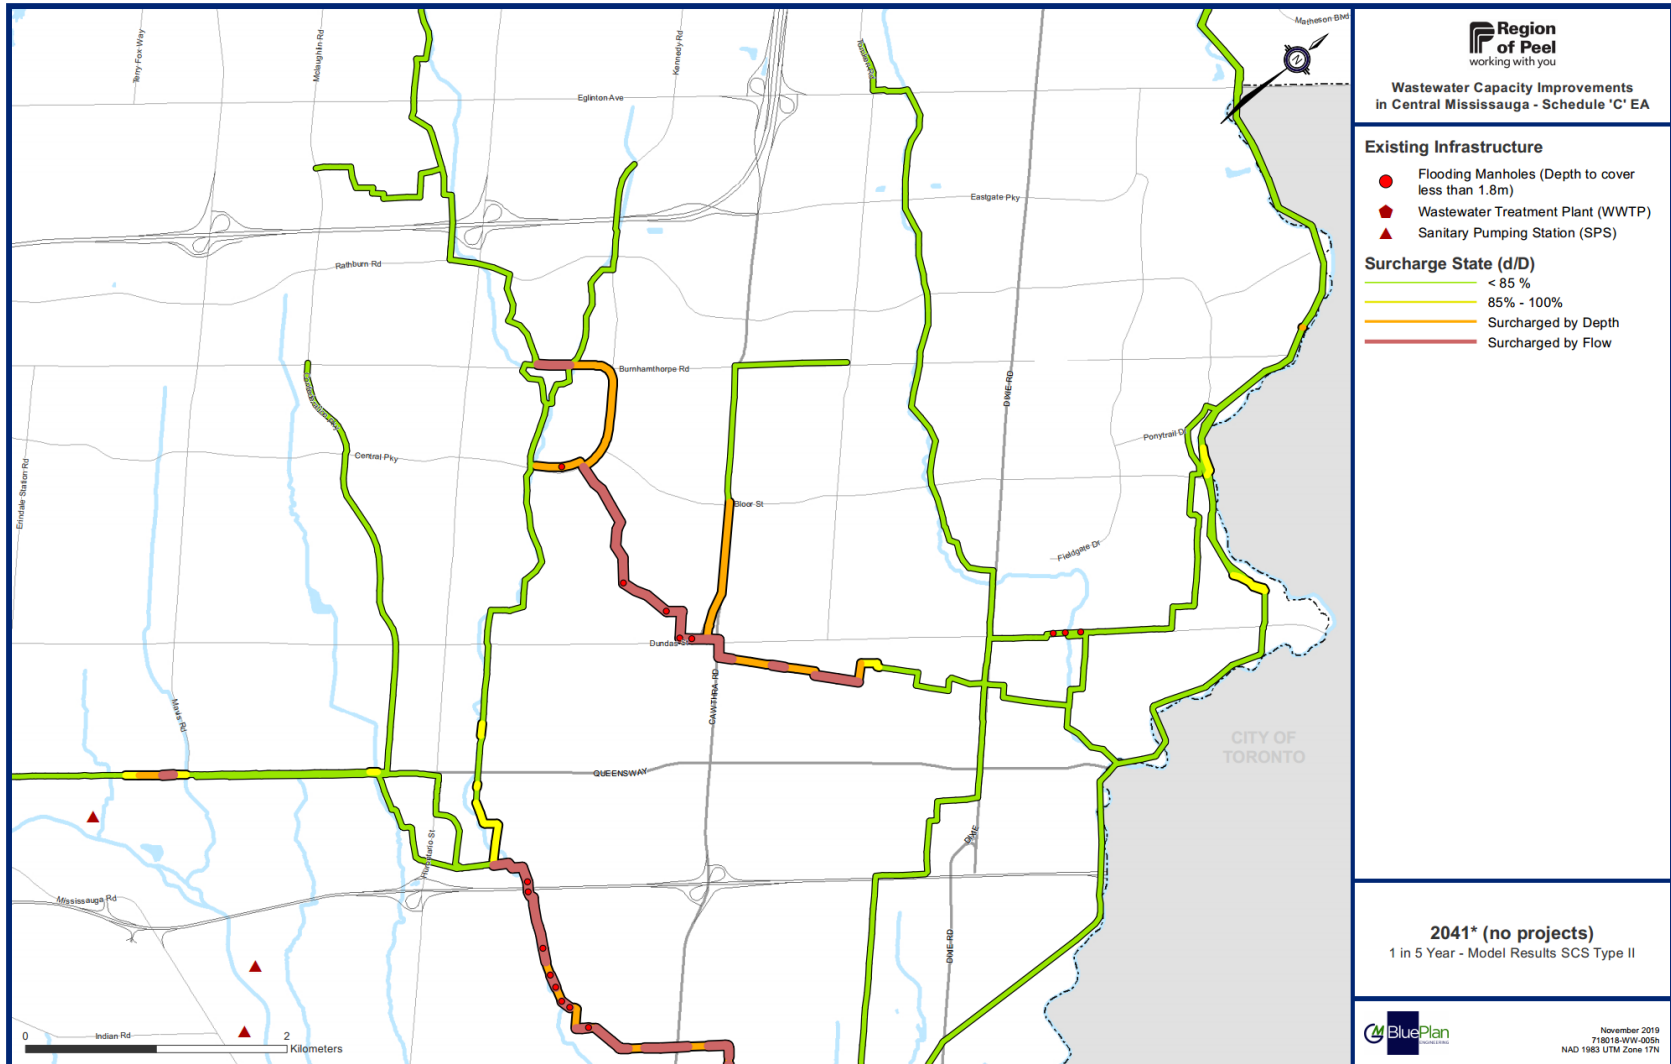 Terry Fox Way
Mclaughlin Rd
Kennedy Rd
Tomken Rd
Matheson Blvd
N
Eglinton Ave
Eastgate Pky
Rathburn Rd
Burnhamthorpe Rd
DIXIE RD
Ponytrail D
Central Pky
Erindale Station Rd
Bloor St
Fieldgate Dr
Dundas St
Mavis Rd
CAWTHRA RD
CITY OF
TORONTO
QUEENSWAY
DIXIE
Hurontario St
Mississauga Rd
DIXIE RD
Indian Rd
0
2
Kilometers
Region
of Peel
working with you
Wastewater Capacity Improvements
in Central Mississauga - Schedule 'C' EA
Existing Infrastructure
Flooding Manholes (Depth to cover
less than 1.8m)
Wastewater Treatment Plant (WWTP)
Sanitary Pumping Station (SPS)
Surcharge State (d/D)
< 85 %
85% - 100%
Surcharged by Depth
Surcharged by Flow
2041* (no projects)
1 in 5 Year - Model Results SCS Type II
GM BluePlan
ENGINEERING
November 2019
718018-WW-005h
NAD 1983 UTM Zone 17N